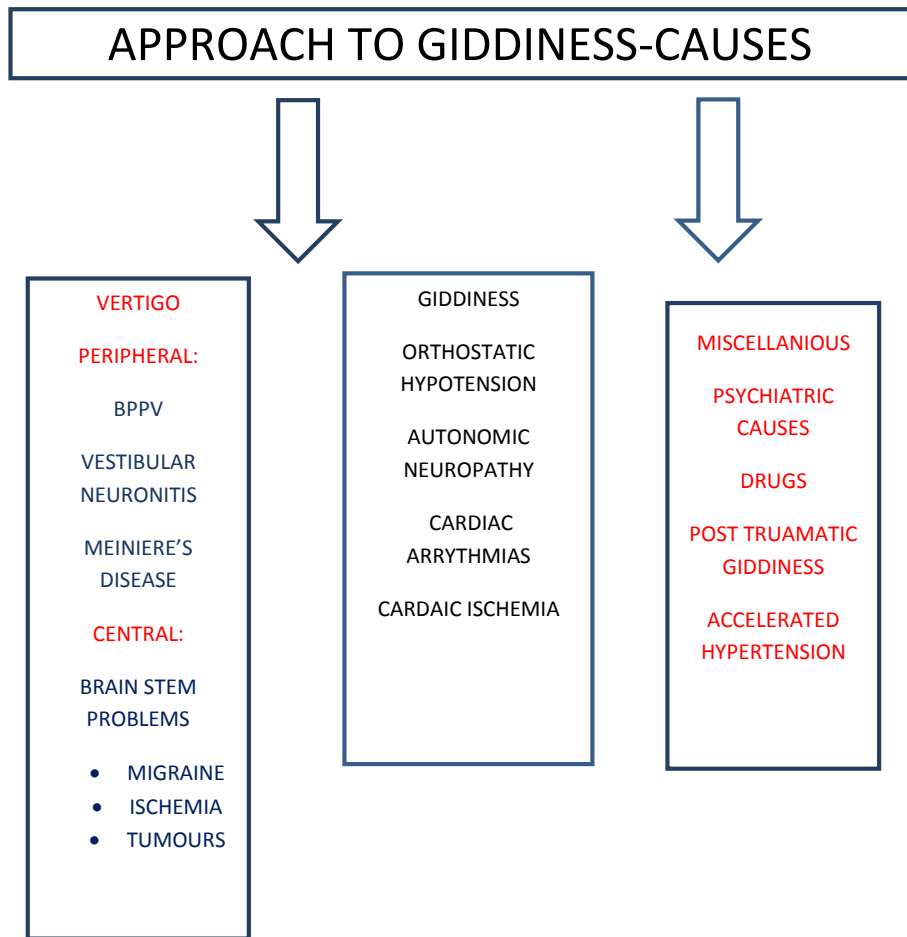 APPROACH TO GIDDINESS-CAUSES
VERTIGO
PERIPHERAL:
BPPV
VESTIBULAR
NEURONITIS
MEINIERE’S
DISEASE
CENTRAL:
BRAIN STEM
PROBLEMS
• MIGRAINE
• ISCHEMIA
• TUMOURS
GIDDINESS
ORTHOSTATIC
HYPOTENSION
AUTONOMIC
NEUROPATHY
CARDIAC
ARRYTHMIAS
CARDAIC ISCHEMIA
MISCELLANIOUS
PSYCHIATRIC
CAUSES
DRUGS
POST TRUAMATIC
GIDDINESS
ACCELERATED
HYPERTENSION